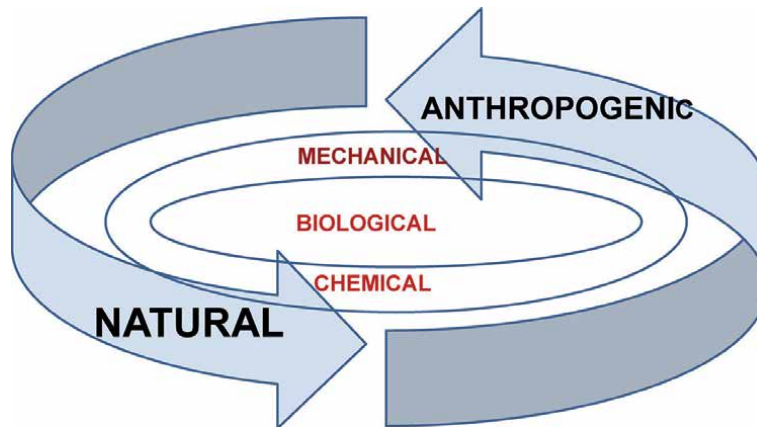 ANTHROPOGENIC
MECHANICAL
BIOLOGICAL
CHEMICAL
NATURAL